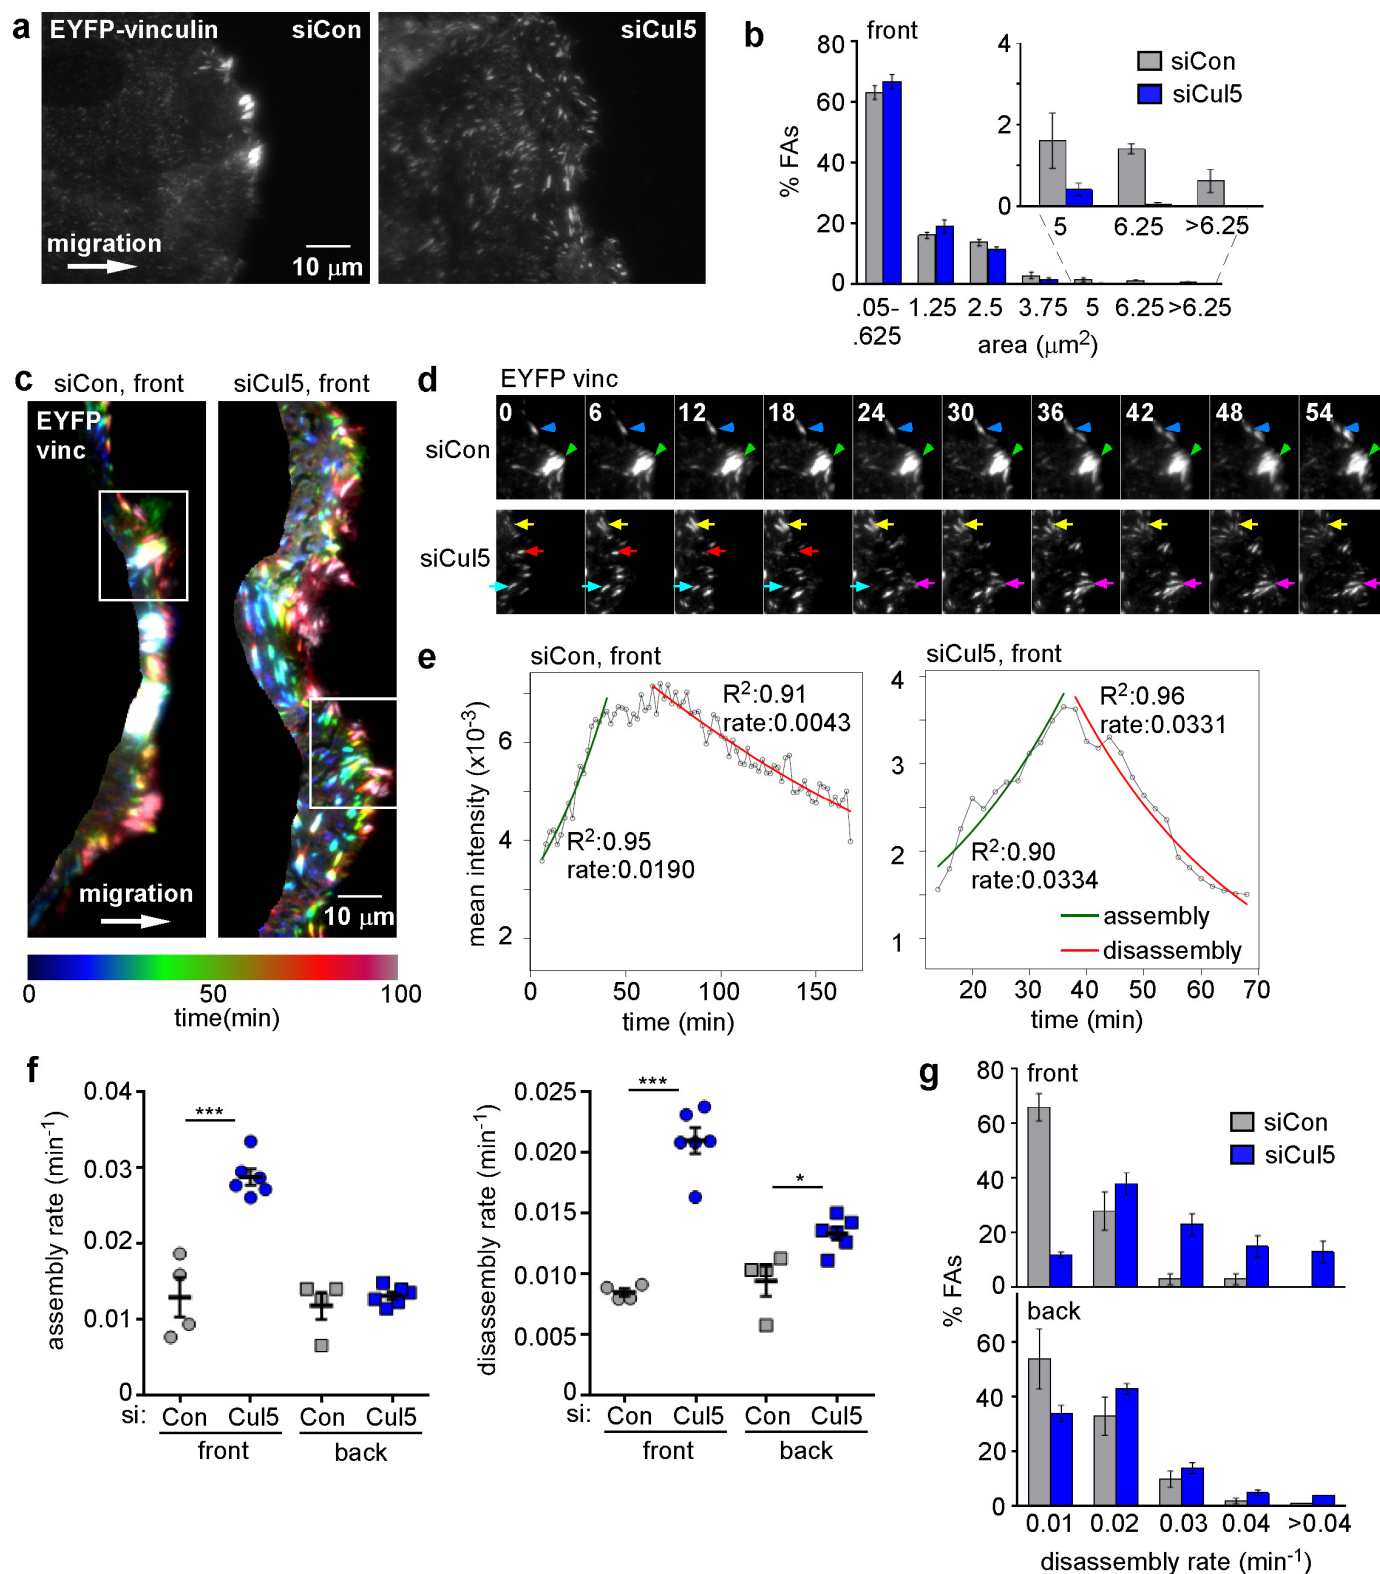 a
EYFP-vinculin siCon
siCul5
migration
10 μm
b
front
siCon
siCul5
% FAs
80
60
40
20
0
4
2
0
5 6.25 >6.25
.05-.625 1.25 2.5 3.75 5 6.25 >6.25
area (μm²)
c
siCon, front siCul5, front
EYFP
vinc
migration
10 μm
0 50 100
time(min)
d
EYFP vinc
0 6 12 18 24 30 36 42 48 54
siCon
siCul5
e
siCon, front
R²:0.91
rate:0.0043
R²:0.95
rate:0.0190
mean intensity (x10⁻³)
6
4
2
0 50 100 150
time (min)
siCul5, front
R²:0.96
rate:0.0331
R²:0.90
rate:0.0334
assembly
disassembly
4
3
2
1
20 30 40 50 60 70
time (min)
f
assembly rate (min⁻¹)
0.04
0.03
0.02
0.01
0
***
si: Con Cul5 Con Cul5
front back
disassembly rate (min⁻¹)
0.025
0.020
0.015
0.010
0.005
0
***
*
si: Con Cul5 Con Cul5
front back
g
front
siCon
siCul5
80
60
40
20
0
% FAs
back
60
40
20
0
0.01 0.02 0.03 0.04 >0.04
disassembly rate (min⁻¹)